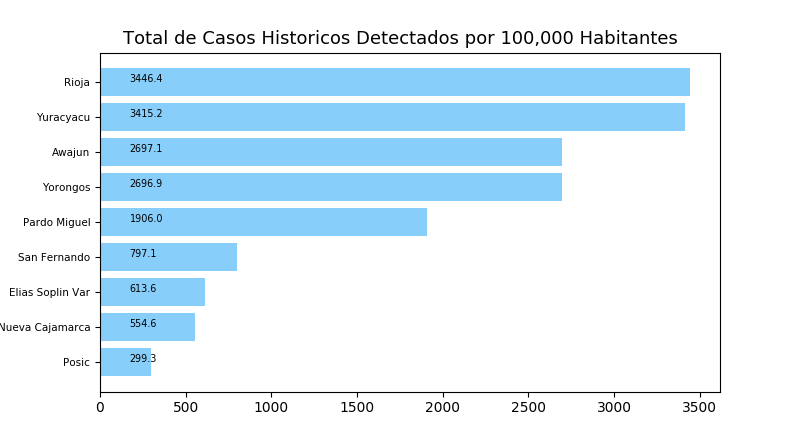 Total de Casos Historicos Detectados por 100,000 Habitantes
Rioja 3446.4
Yuracyacu 3415.2
Awajun 2697.1
Yorongos 2696.9
Pardo Miguel 1906.0
San Fernando 797.1
Elias Soplin Var 613.6
Nueva Cajamarca 554.6
Posic 299.3
0 500 1000 1500 2000 2500 3000 3500